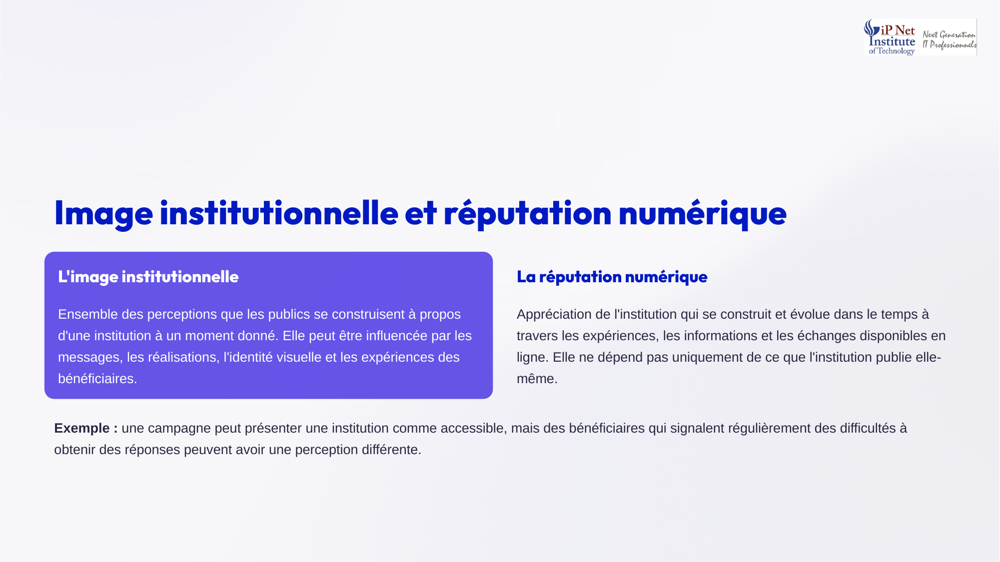 iP Net
Institute
of Technology
Next Generation
IT Professionnels
Image institutionnelle et réputation numérique
L'image institutionnelle
Ensemble des perceptions que les publics se construisent à propos
d'une institution à un moment donné. Elle peut être influencée par les
messages, les réalisations, l'identité visuelle et les expériences des
bénéficiaires.
La réputation numérique
Appréciation de l'institution qui se construit et évolue dans le temps à
travers les expériences, les informations et les échanges disponibles en
ligne. Elle ne dépend pas uniquement de ce que l'institution publie elle-
même.
Exemple : une campagne peut présenter une institution comme accessible, mais des bénéficiaires qui signalent régulièrement des difficultés à
obtenir des réponses peuvent avoir une perception différente.